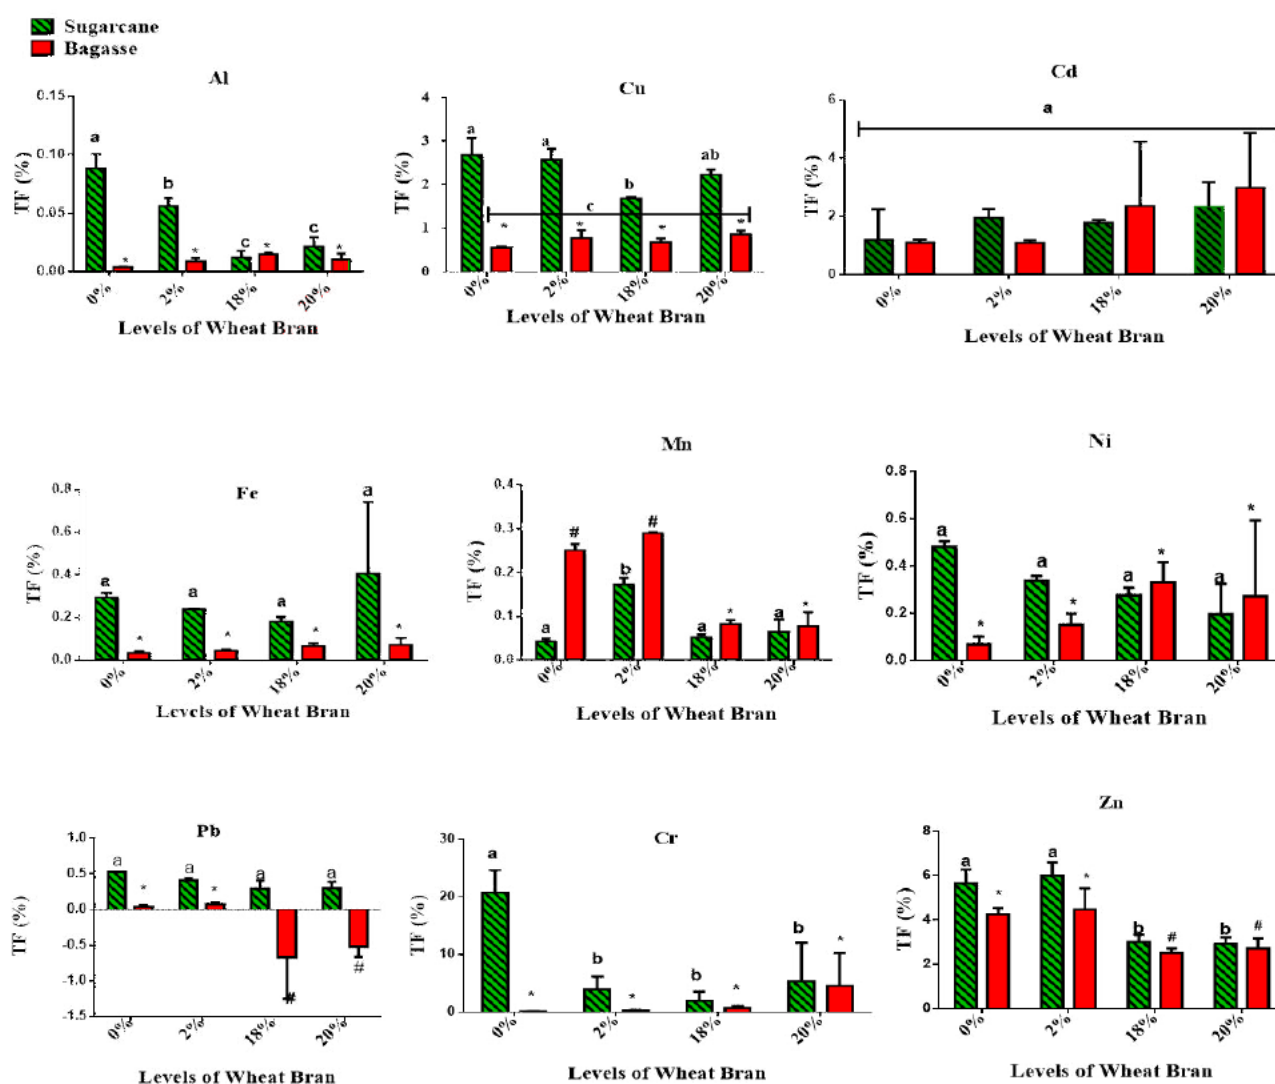 Sugarcane
Bagasse
Al
TF (%)
0.15
0.10
0.05
0.00
a
b
c
c
*
*
*
*
0%
2%
18%
20%
Levels of Wheat Bran
Cu
TF (%)
4
3
2
1
0
a
a
b
ab
c
*
*
*
*
0%
2%
18%
20%
Levels of Wheat Bran
Cd
TF (%)
6
4
2
0
a
0%
2%
18%
20%
Levels of Wheat Bran
Fe
TF (%)
0.8
0.6
0.4
0.2
0.0
a
a
a
a
*
*
*
*
0%
2%
18%
20%
Levels of Wheat Bran
Mn
TF (%)
0.4
0.3
0.2
0.1
0.0
a
#
b
#
a
*
a
*
0%
2%
18%
20%
Levels of Wheat Bran
Ni
TF (%)
0.8
0.6
0.4
0.2
0.0
a
*
a
*
a
*
a
*
0%
2%
18%
20%
Levels of Wheat Bran
Pb
TF (%)
1.0
0.5
0.0
-0.5
-1.0
-1.5
a
*
a
*
a
#
a
#
0%
2%
18%
20%
Levels of Wheat Bran
Cr
TF (%)
30
20
10
0
a
*
b
*
b
*
b
*
0%
2%
18%
20%
Levels of Wheat Bran
Zn
TF (%)
8
6
4
2
0
a
*
a
*
b
#
b
#
0%
2%
18%
20%
Levels of Wheat Bran